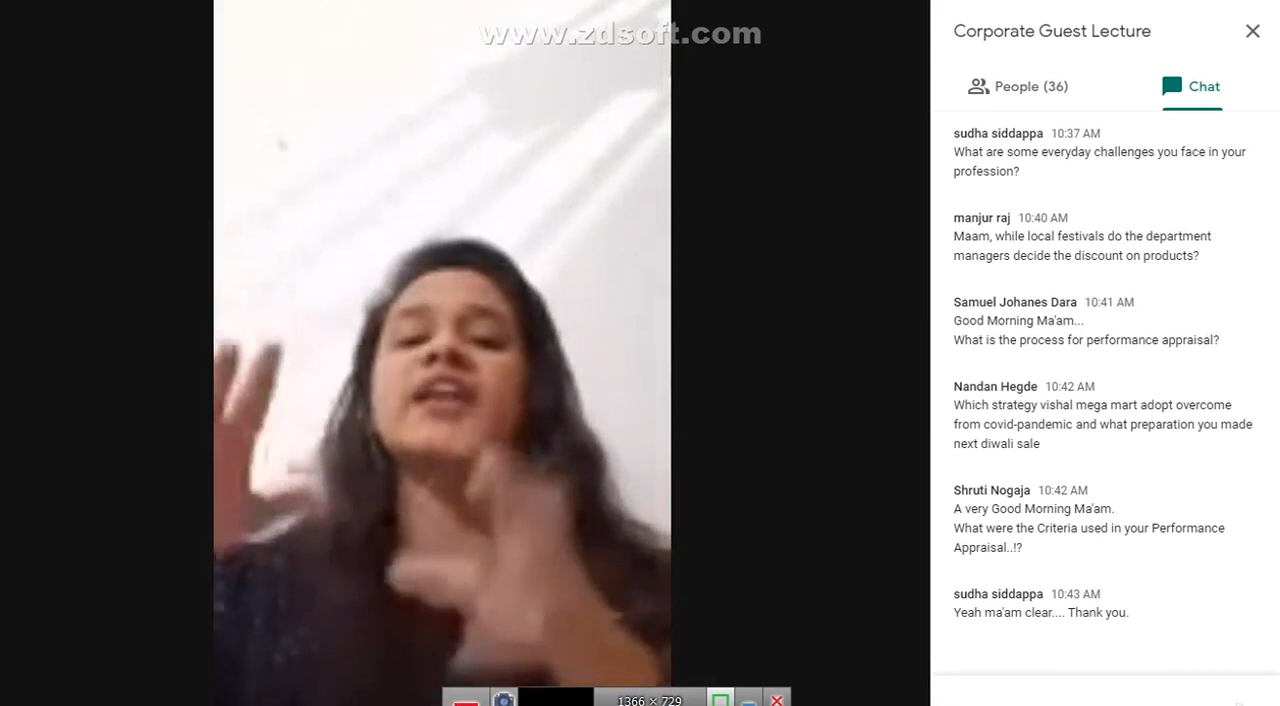 www.zdsoft.com
Corporate Guest Lecture
People (36)
Chat
sudha siddappa 10:37 AM
What are some everyday challenges you face in your
profession?
manjur raj 10:40 AM
Maam, while local festivals do the department
managers decide the discount on products?
Samuel Johanes Dara 10:41 AM
Good Morning Ma'am...
What is the process for performance appraisal?
Nandan Hegde 10:42 AM
Which strategy vishal mega mart adopt overcome
from covid-pandemic and what preparation you made
next diwali sale
Shruti Nogaja 10:42 AM
A very Good Morning Ma'am.
What were the Criteria used in your Performance
Appraisal..!?
sudha siddappa 10:43 AM
Yeah ma'am clear.... Thank you.
1366 × 729